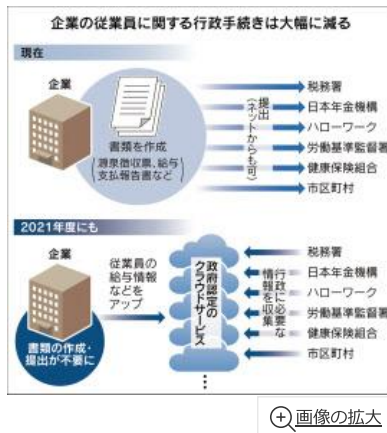 企業の従業員に関する行政手続きは大幅に減る
現在
企業
書類を作成
(源泉徴収票、給与
支払報告書など)
提出
(ネットからも可)
税務署
日本年金機構
ハローワーク
労働基準監督署
健康保険組合
市区町村
2021年度にも
企業
従業員の
給与情報
などを
アップ
書類の作成・
提出が不要に
政府認定の
クラウドサービス
行政に必要な
情報を収集
税務署
日本年金機構
ハローワーク
労働基準監督署
健康保険組合
市区町村
画像の拡大